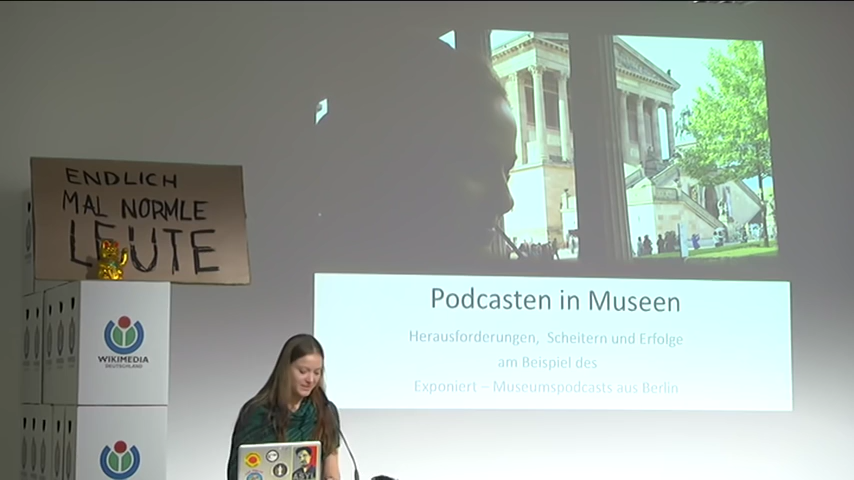 ENDLICH
MAL NORMLE
LEUTE
WIKIMEDIA
DEUTSCHLAND
Podcasten in Museen
Herausforderungen, Scheitern und Erfolge
am Beispiel des
Exponiert – Museumspodcasts aus Berlin